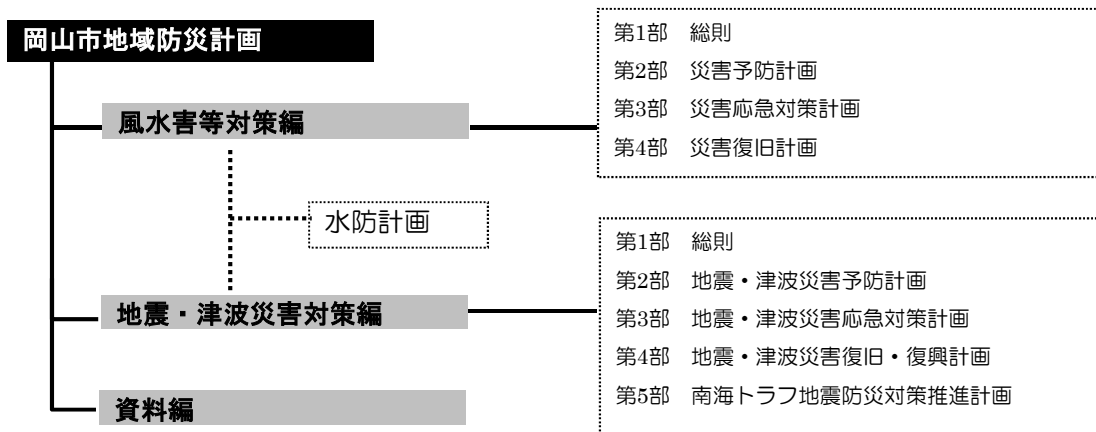 岡山市地域防災計画
風水害等対策編
第1部 総則
第2部 災害予防計画
第3部 災害応急対策計画
第4部 災害復旧計画
水防計画
地震・津波災害対策編
第1部 総則
第2部 地震・津波災害予防計画
第3部 地震・津波災害応急対策計画
第4部 地震・津波災害復旧・復興計画
第5部 南海トラフ地震防災対策推進計画
資料編